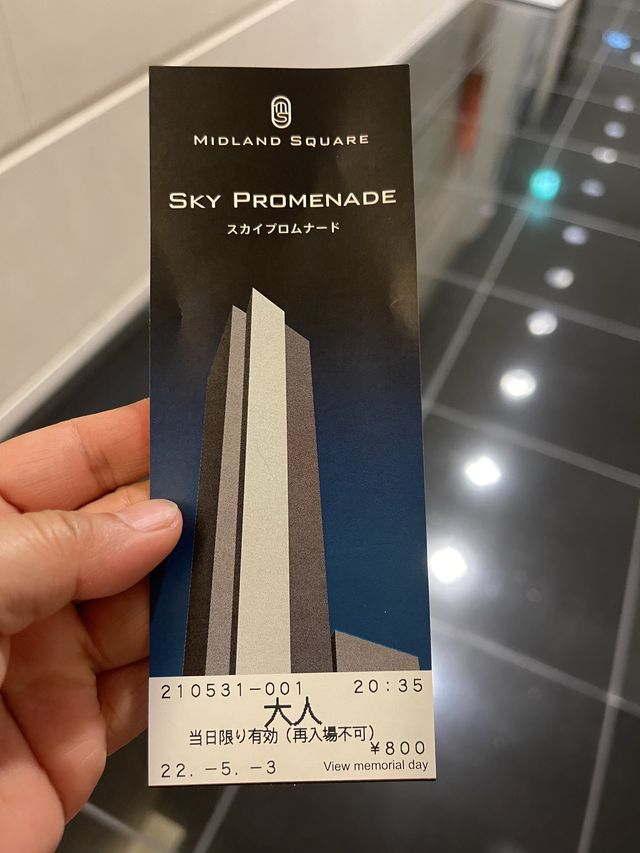 MIDLAND SQUARE
SKY PROMENADE
スカイプロムナード
210531-001 20:35
大人
当日限り有効(再入場不可)
¥800
22. -5. -3 View memorial day